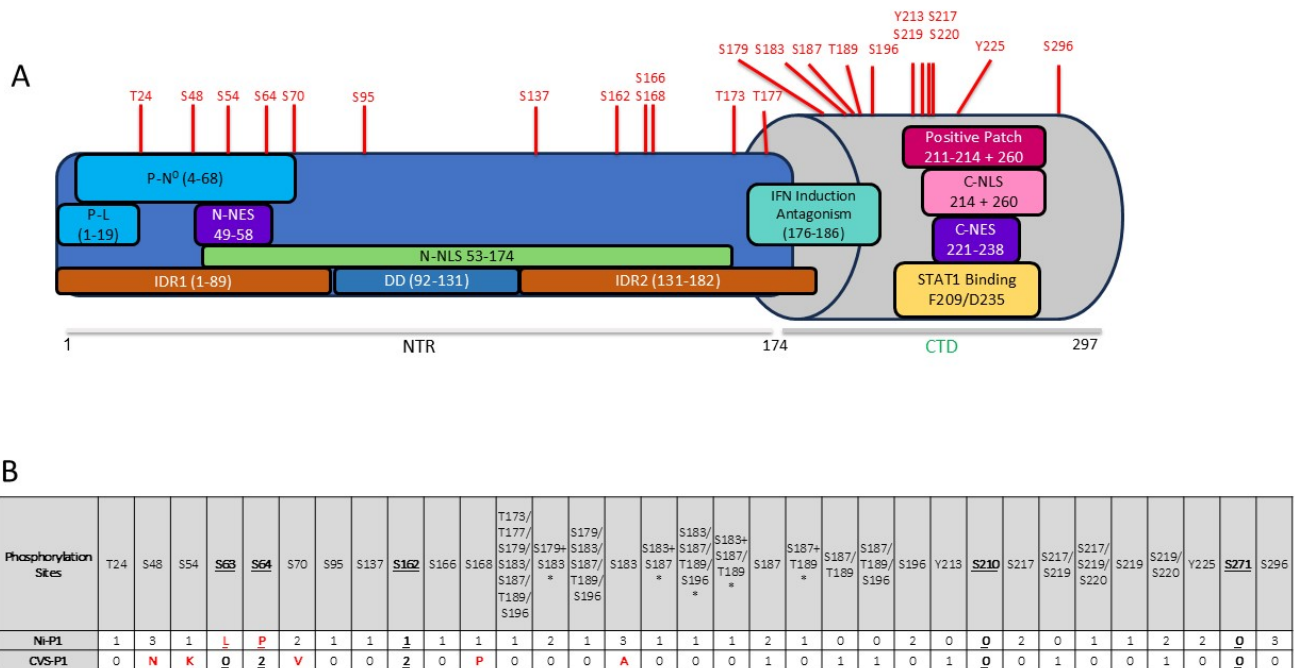 A
Y213 S217
S219 S220
S179 S183 S187 T189 S196 Y225 S296
S166
T24 S48 S54 S64 S70 S95 S137 S162 S168 T173 T177
Positive Patch
211-214 + 260
P-N⁰ (4-68)
C-NLS
214 + 260
IFN Induction
Antagonism
(176-186)
P-L
(1-19)
N-NES
49-58
C-NES
221-238
N-NLS 53-174
IDR1 (1-89) DD (92-131) IDR2 (131-182)
STAT1 Binding
F209/D235
1 NTR 174 CTD 297
B
Phosphorylation Sites T24 S48 S54 S63 S64 S70 S95 S137 S162 S166 S168 T173/T177/S179/S183/S187/T189/S196 S179+S183* S179/S183/S187/T189/S196 S183 S183+S187* S183/S187/T189/S196* S183+S187/T189* S187 S187+T189* S187/T189 S187/T189/S196 S196 Y213 S210 S217 S217/S219 S217/S219/S220 S219 S219/S220 Y225 S271 S296
Ni-P1 1 3 1 L P 2 1 1 1 1 1 1 2 1 3 1 1 1 2 1 0 0 2 0 0 2 0 1 1 2 2 0 3
CVS-P1 0 N K 0 2 V 0 0 2 0 P 0 0 0 A 0 0 0 1 0 1 1 0 1 0 0 1 0 0 0 0 0 0